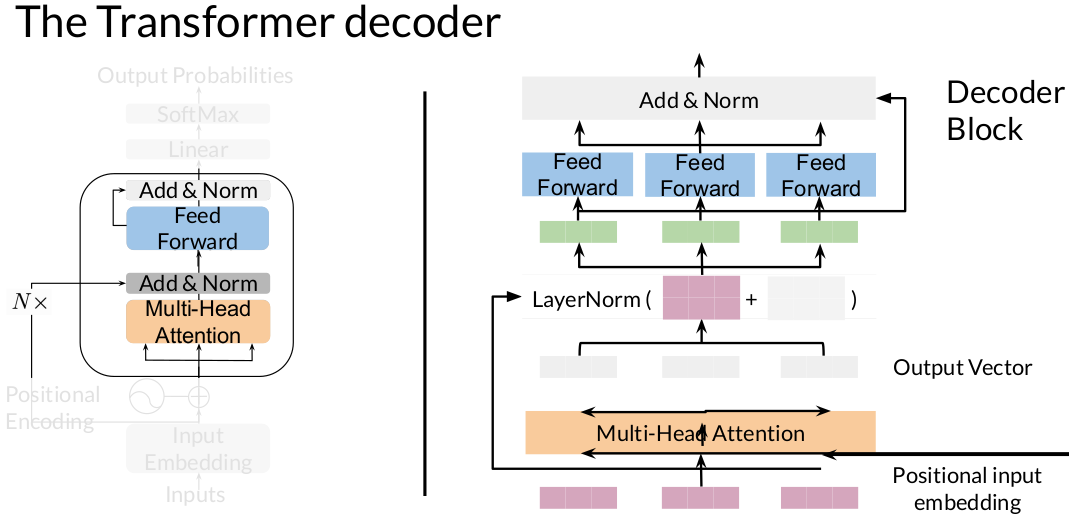 The Transformer decoder
Output Probabilities
SoftMax
Linear
Add & Norm
Feed
Forward
Add & Norm
N×
Multi-Head
Attention
Positional
Encoding
Input
Embedding
Inputs
Decoder
Block
Add & Norm
Feed
Forward
Feed
Forward
Feed
Forward
LayerNorm ( + )
Output Vector
Multi-Head Attention
Positional input
embedding